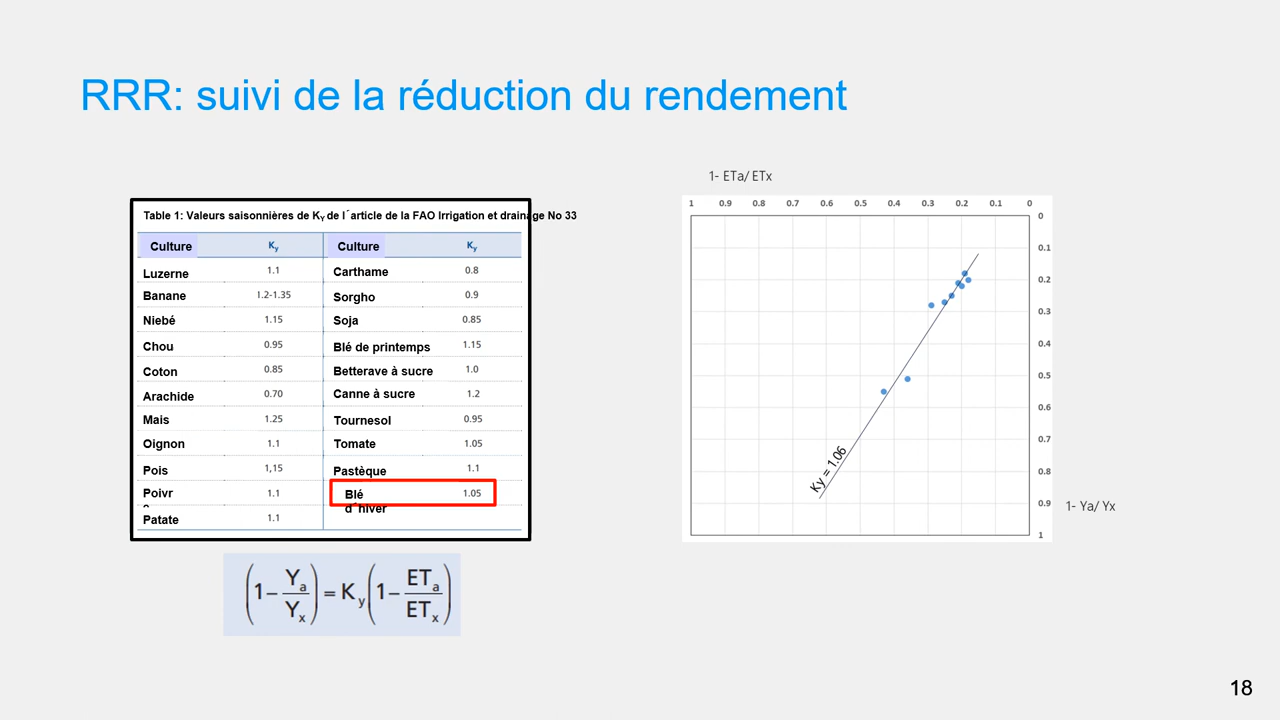 RRR: suivi de la réduction du rendement
Table 1: Valeurs saisonnières de Ky de l´article de la FAO Irrigation et drainage No 33
Culture Ky Culture Ky
Luzerne 1.1 Carthame 0.8
Banane 1.2-1.35 Sorgho 0.9
Niebé 1.15 Soja 0.85
Chou 0.95 Blé de printemps 1.15
Coton 0.85 Betterave à sucre 1.0
Arachide 0.70 Canne à sucre 1.2
Mais 1.25 Tournesol 0.95
Oignon 1.1 Tomate 1.05
Pois 1,15 Pastèque 1.1
Poivr 1.1 Blé d´hiver 1.05
Patate 1.1
(1 – Ya/Yx) = Ky (1 – ETa/ETx)
1- ETa/ ETx
1 0.9 0.8 0.7 0.6 0.5 0.4 0.3 0.2 0.1 0
0
0.1
0.2
0.3
0.4
0.5
0.6
0.7
0.8
0.9
1
Ky = 1.06
1- Ya/ Yx
18